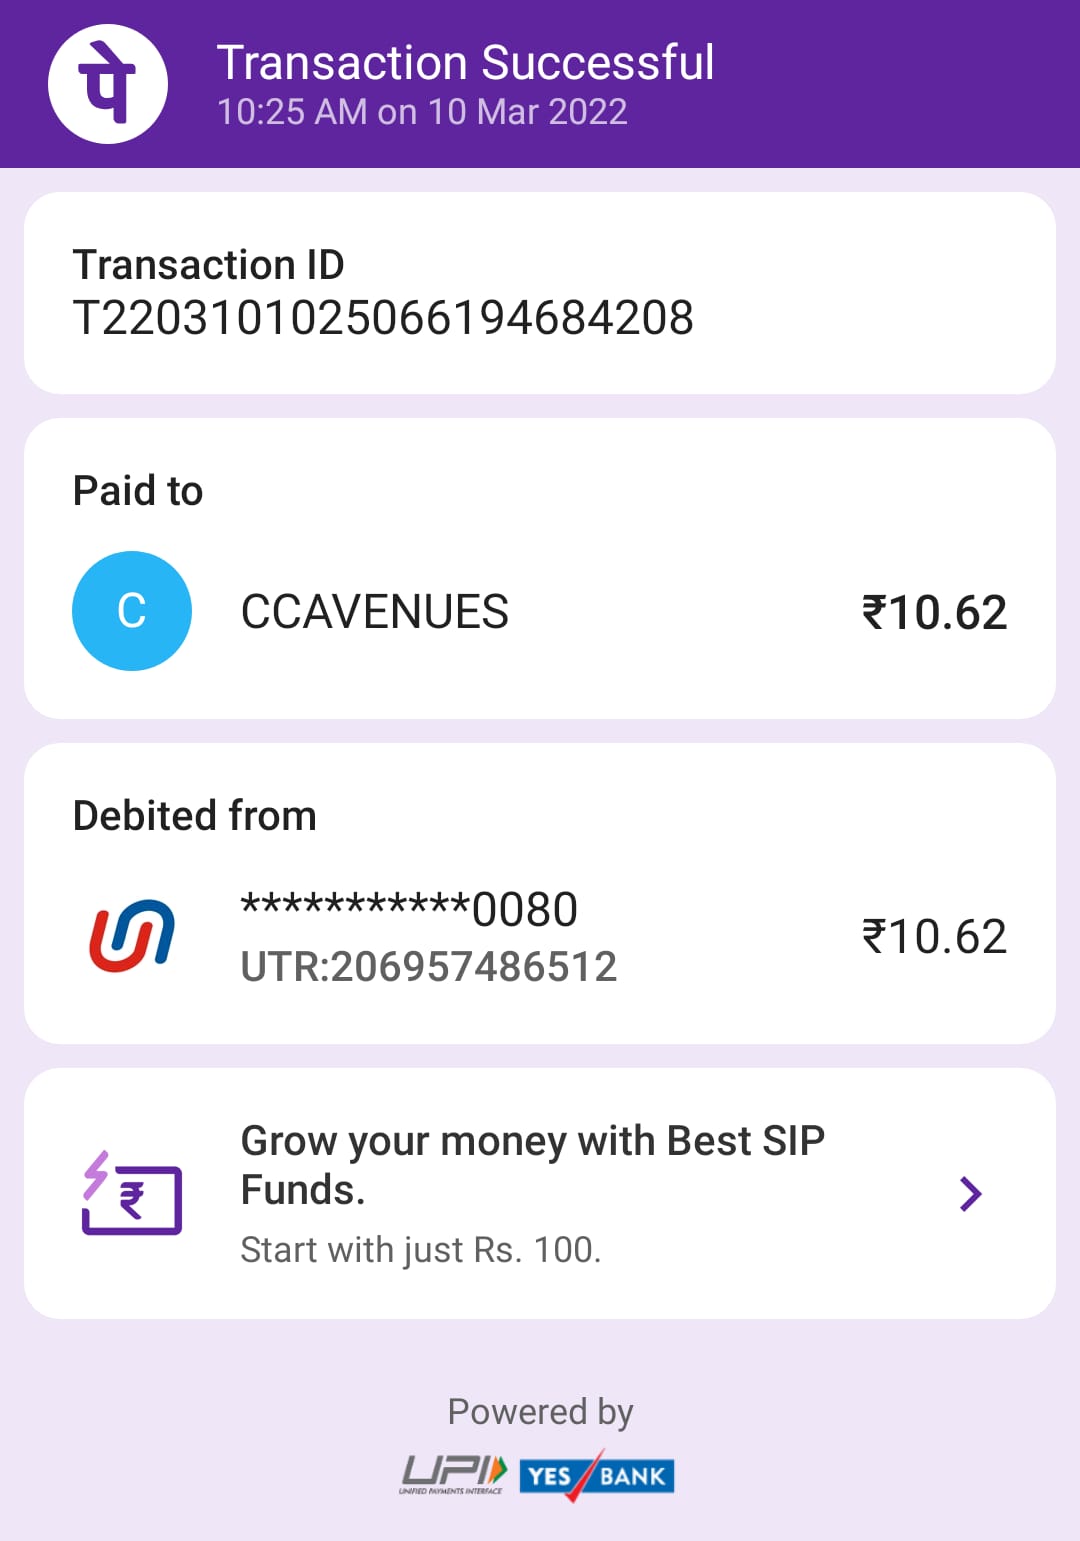 पे
Transaction Successful
10:25 AM on 10 Mar 2022
Transaction ID
T2203101025066194684208
Paid to
C
CCAVENUES
₹10.62
Debited from
***********0080
UTR:206957486512
₹10.62
Grow your money with Best SIP
Funds.
₹
Start with just Rs. 100.
Powered by
UPI
UNIFIED PAYMENTS INTERFACE
YES BANK